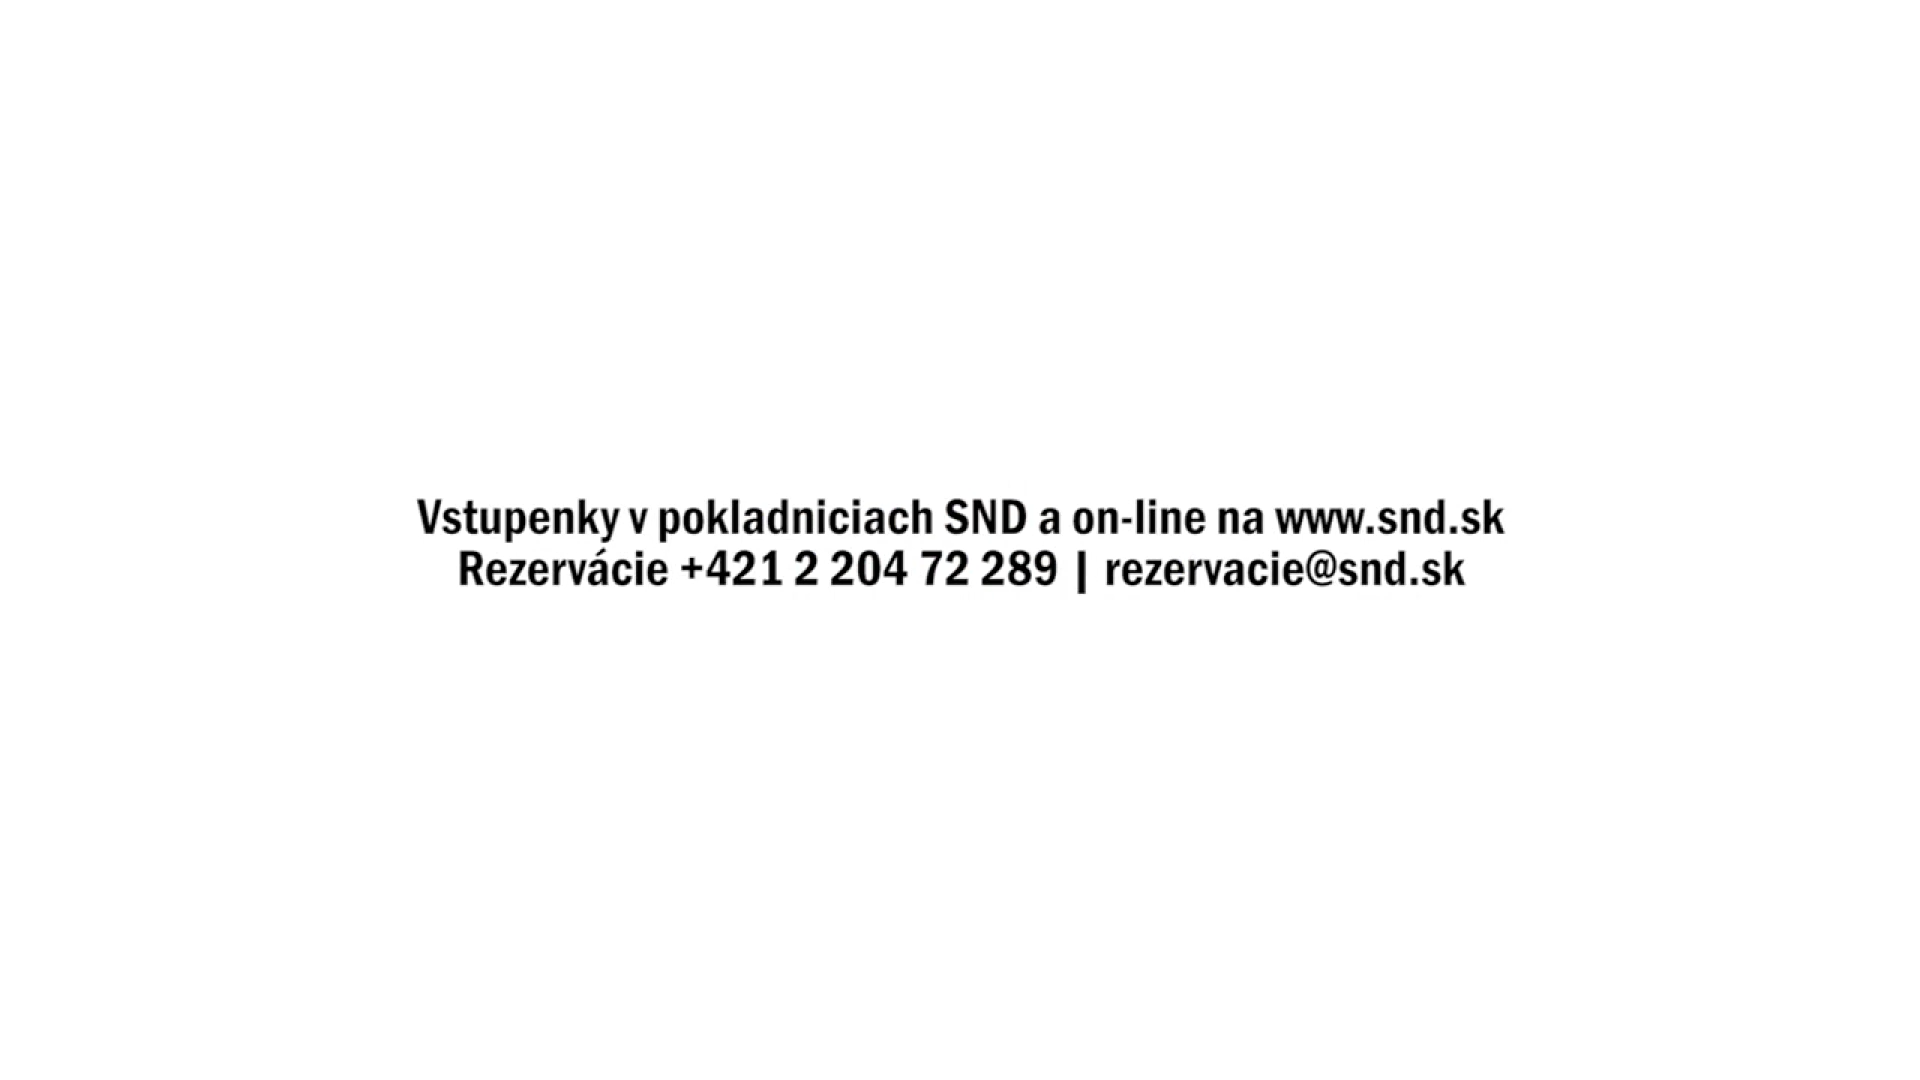 Vstupenky v pokladniciach SND a on-line na www.snd.sk
Rezervácie +421 2 204 72 289 | rezervacie@snd.sk